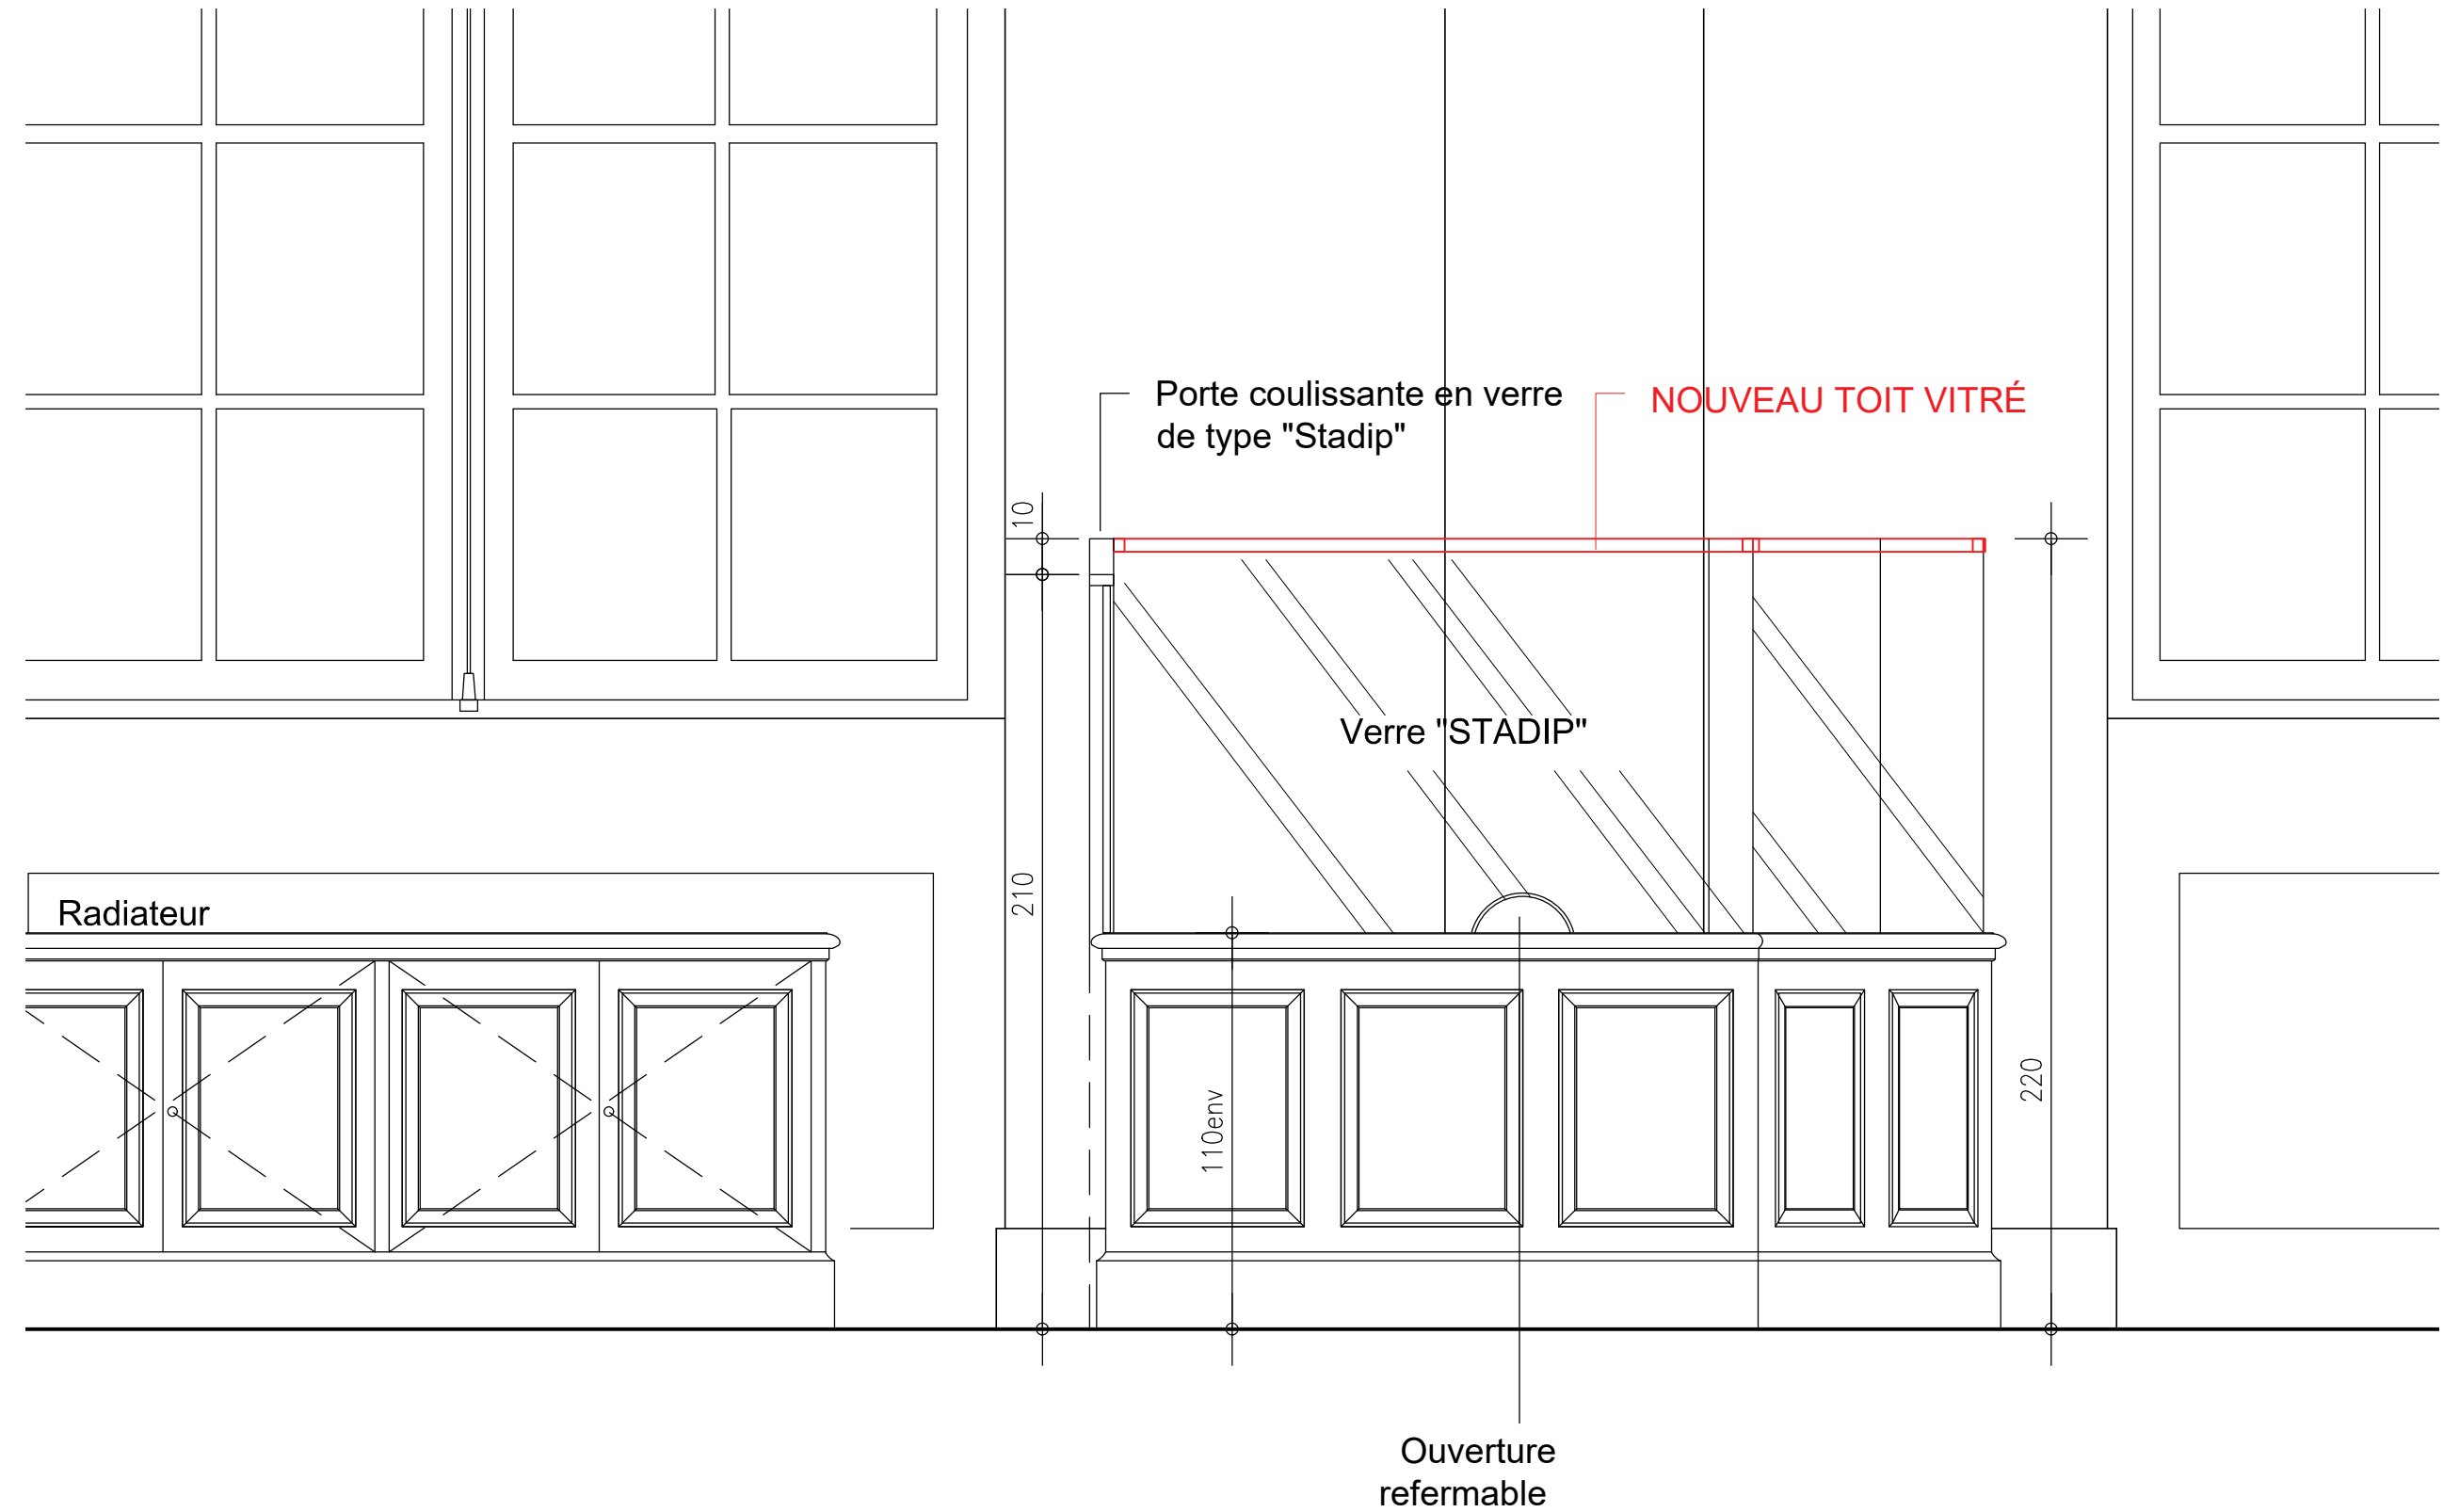 Porte coulissante en verre
de type "Stadip"
NOUVEAU TOIT VITRÉ
10
Verre "STADIP"
210
Radiateur
110env
220
Ouverture
refermable